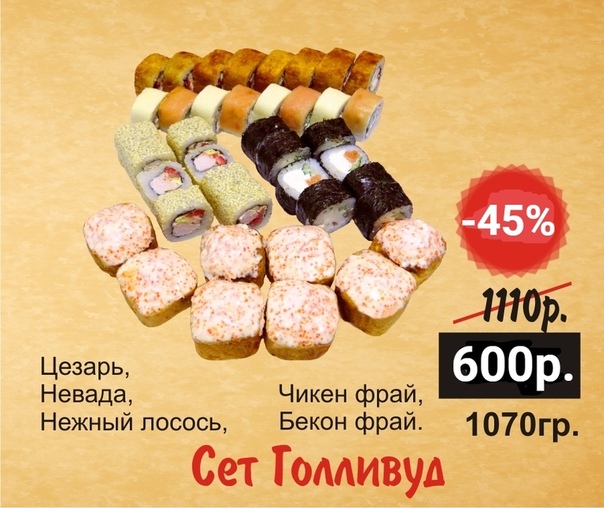 -45%
1110р.
600р.
1070гр.
Цезарь,
Невада,
Нежный лосось,
Чикен фрай,
Бекон фрай.
Сет Голливуд